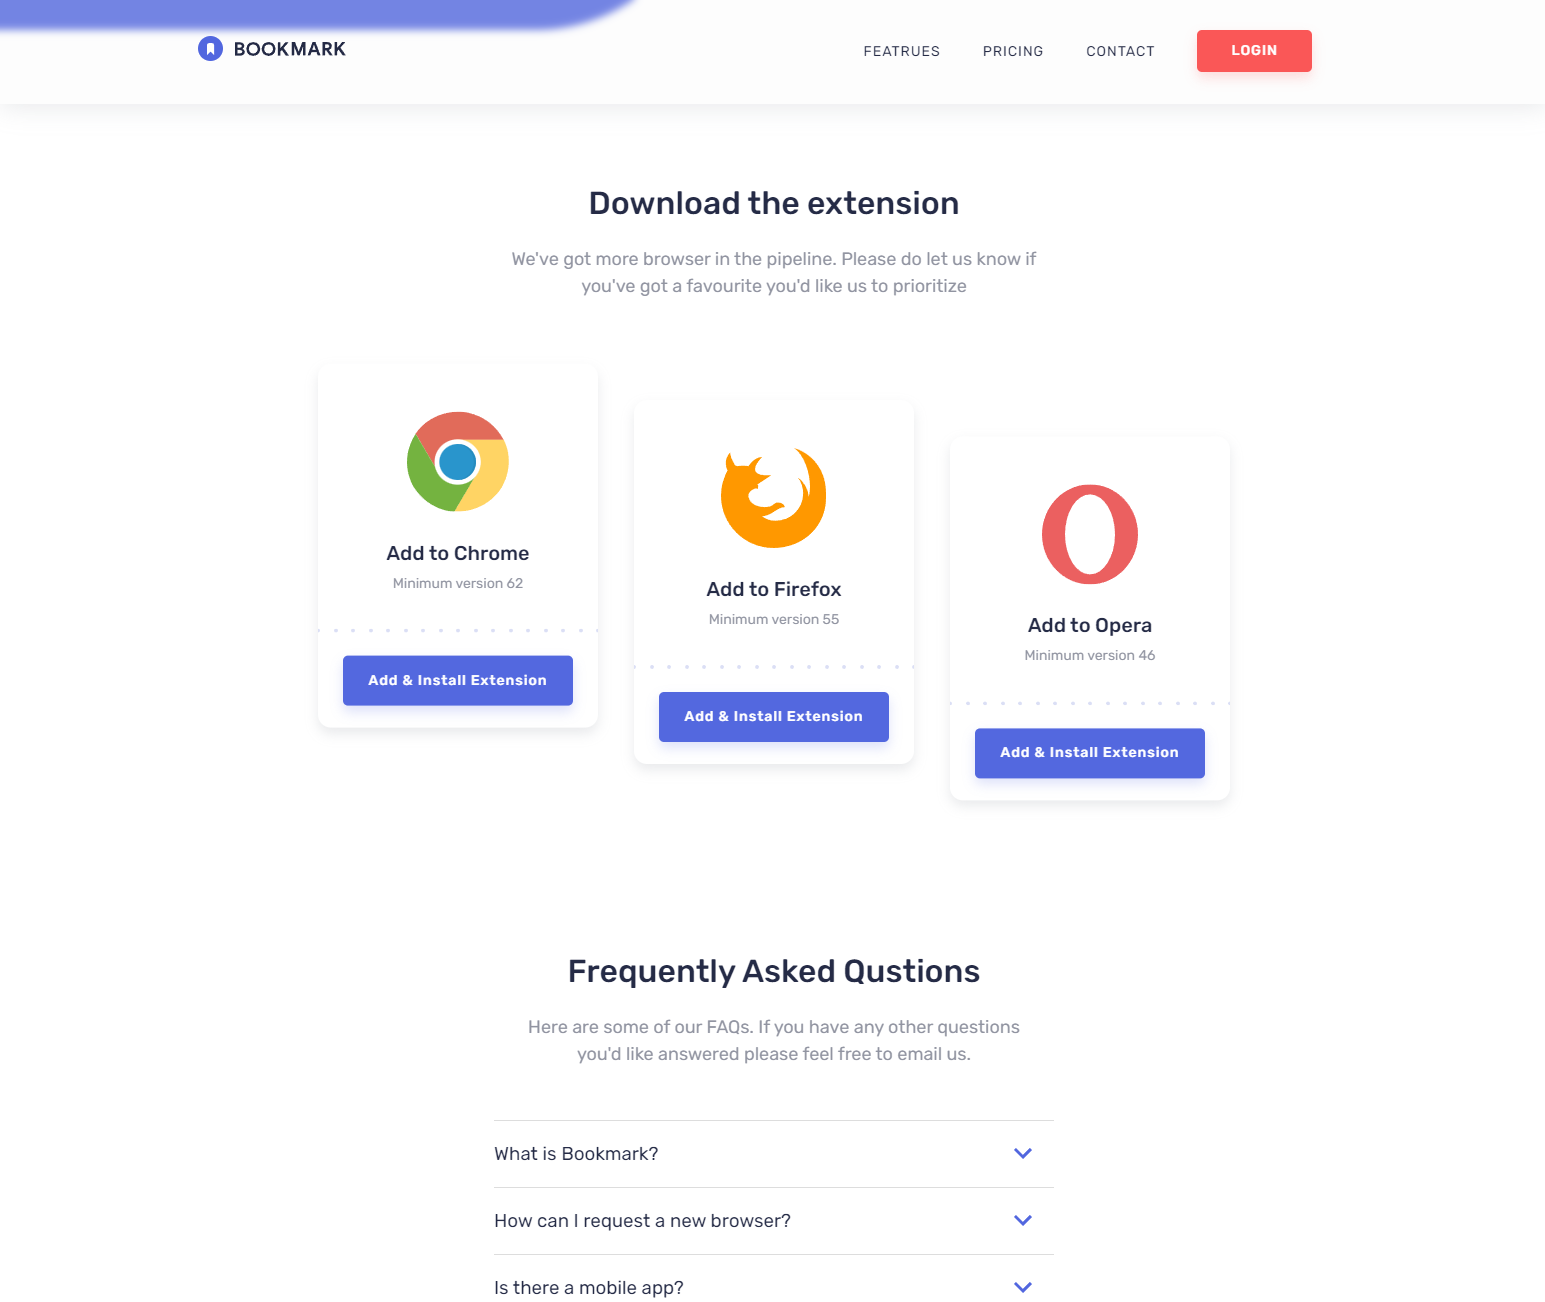 BOOKMARK
FEATRUES
PRICING
CONTACT
LOGIN
Download the extension
We've got more browser in the pipeline. Please do let us know if
you've got a favourite you'd like us to prioritize
Add to Chrome
Minimum version 62
Add & Install Extension
Add to Firefox
Minimum version 55
Add & Install Extension
Add to Opera
Minimum version 46
Add & Install Extension
Frequently Asked Qustions
Here are some of our FAQs. If you have any other questions
you'd like answered please feel free to email us.
What is Bookmark?
How can I request a new browser?
Is there a mobile app?